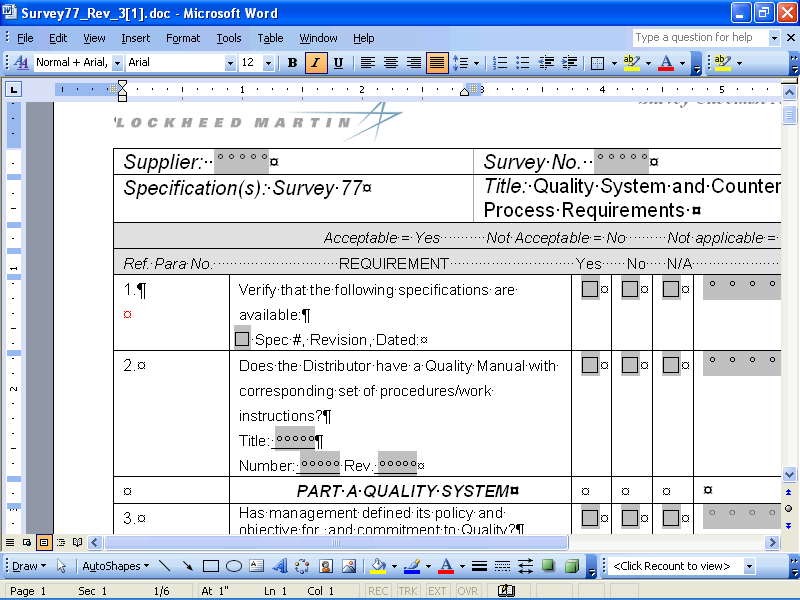 Survey77_Rev_3[1].doc - Microsoft Word
File Edit View Insert Format Tools Table Window Help Type a question for help
Normal + Arial, Arial 12 B I U
1 2 3 4 5
LOCKHEED MARTIN
Supplier: Survey No.
Specification(s): Survey 77 Title: Quality System and Counter
Process Requirements
Acceptable = Yes Not Acceptable = No Not applicable =
Ref. Para No. REQUIREMENT Yes No N/A
1.¶ Verify that the following specifications are
available:¶
Spec #, Revision, Dated:
2. Does the Distributor have a Quality Manual with
corresponding set of procedures/work
instructions?¶
Title: ¶
Number: Rev.
PART A QUALITY SYSTEM
3. Has management defined its policy and
objective for, and commitment to Quality?¶
Draw AutoShapes <Click Recount to view>
Page 1 Sec 1 1/6 At 1" Ln 1 Col 1 REC TRK EXT OVR